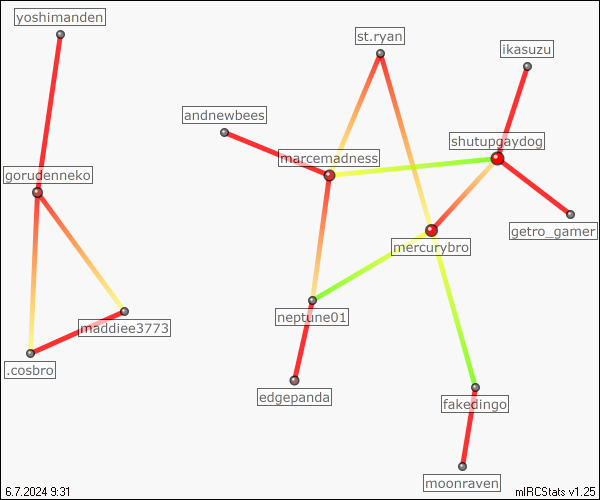 yoshimanden
st.ryan
ikasuzu
andnewbees
shutupgaydog
marcemadness
gorudenneko
getro_gamer
mercurybro
neptune01
maddiee3773
.cosbro
edgepanda
fakedingo
moonraven
6.7.2024 9:31
mIRCStats v1.25